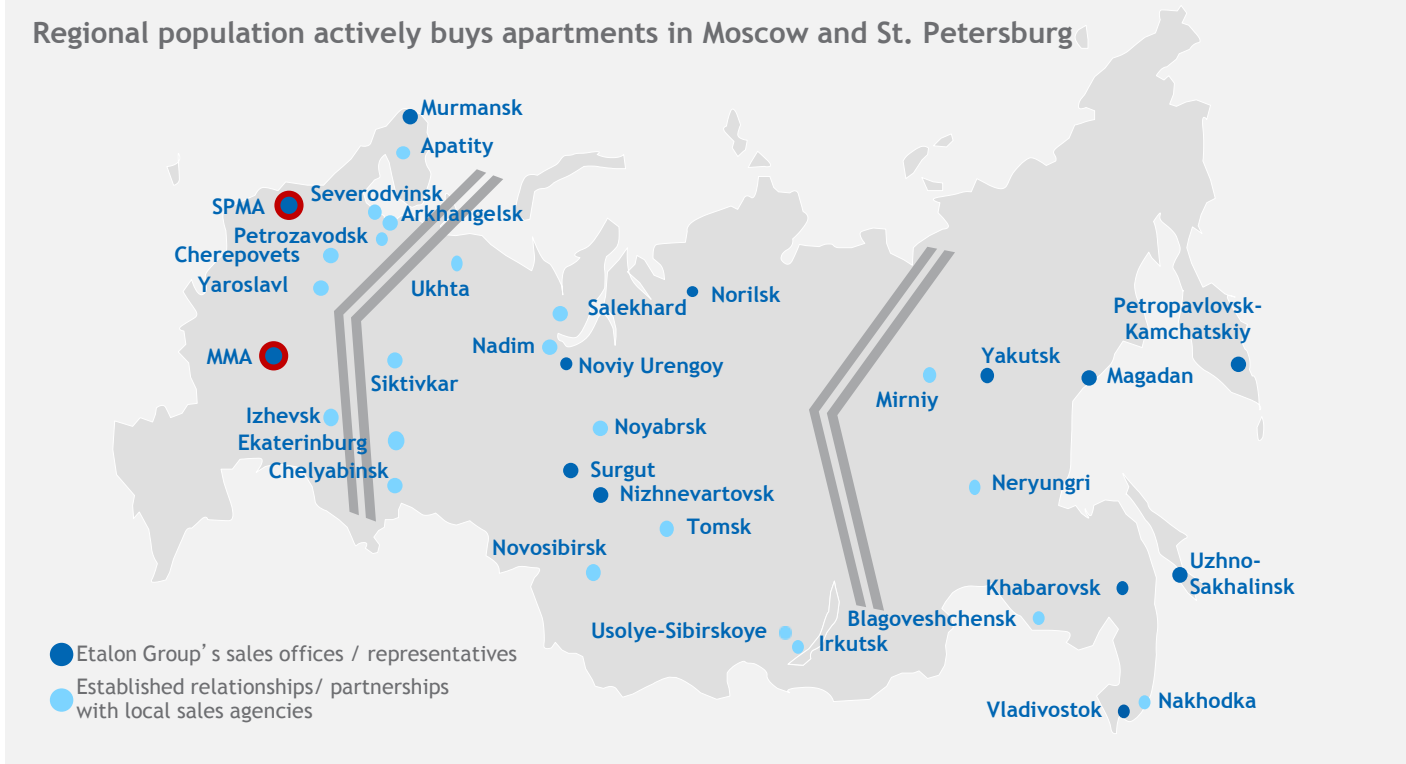 Regional population actively buys apartments in Moscow and St. Petersburg
Murmansk
Apatity
Severodvinsk
SPMA
Arkhangelsk
Petrozavodsk
Cherepovets
Yaroslavl
Ukhta
Salekhard
Norilsk
Petropavlovsk-
Kamchatskiy
Nadim
MMA
Noviy Urengoy
Yakutsk
Siktivkar
Magadan
Mirniy
Izhevsk
Noyabrsk
Ekaterinburg
Chelyabinsk
Surgut
Neryungri
Nizhnevartovsk
Tomsk
Novosibirsk
Uzhno-
Sakhalinsk
Khabarovsk
Blagoveshchensk
Usolye-Sibirskoye
Irkutsk
Etalon Group’s sales offices / representatives
Established relationships/ partnerships
with local sales agencies
Nakhodka
Vladivostok